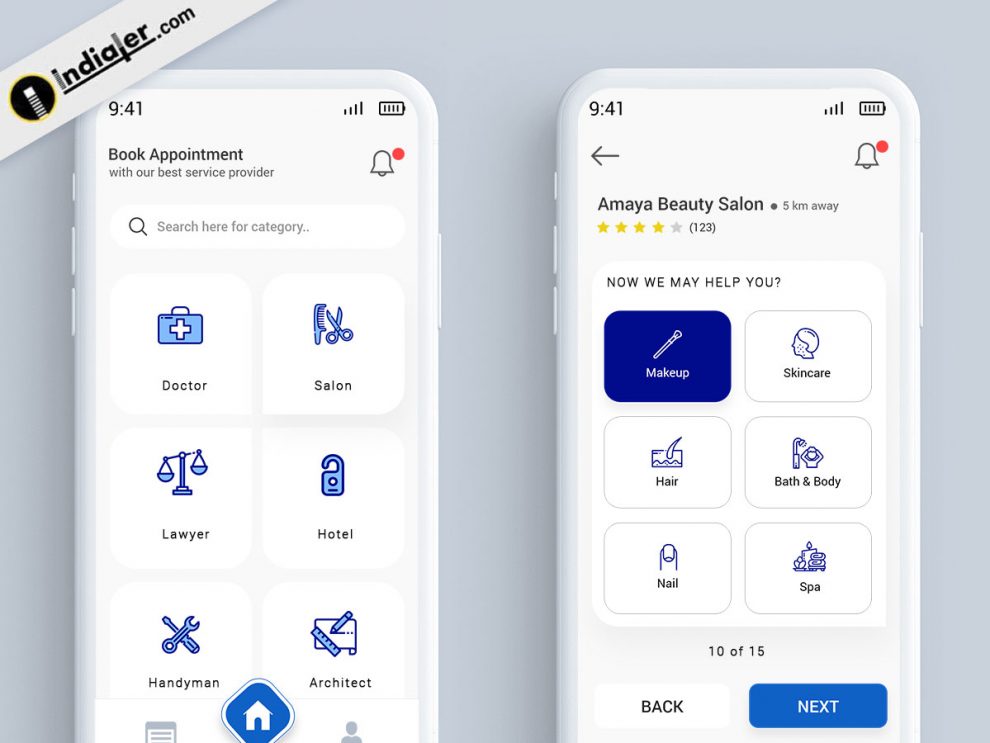 Indiater.com
9:41
Book Appointment
with our best service provider
Search here for category..
Doctor
Salon
Lawyer
Hotel
Handyman
Architect
9:41
Amaya Beauty Salon • 5 km away
(123)
NOW WE MAY HELP YOU?
Makeup
Skincare
Hair
Bath & Body
Nail
Spa
10 of 15
BACK
NEXT